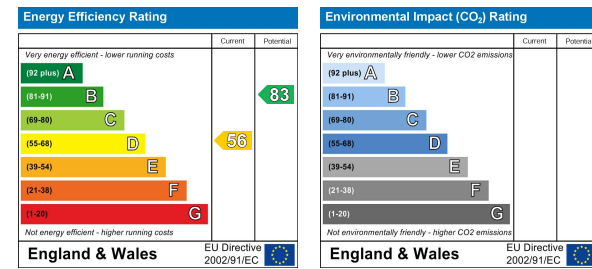 Energy Efficiency Rating
Current Potential
Very energy efficient - lower running costs
(92 plus) A
(81-91) B
83
(69-80) C
(55-68) D
56
(39-54) E
(21-38) F
(1-20) G
Not energy efficient - higher running costs
England & Wales
EU Directive
2002/91/EC
Environmental Impact (CO₂) Rating
Current Potential
Very environmentally friendly - lower CO2 emissions
(92 plus) A
(81-91) B
(69-80) C
(55-68) D
(39-54) E
(21-38) F
(1-20) G
Not environmentally friendly - higher CO2 emissions
England & Wales
EU Directive
2002/91/EC